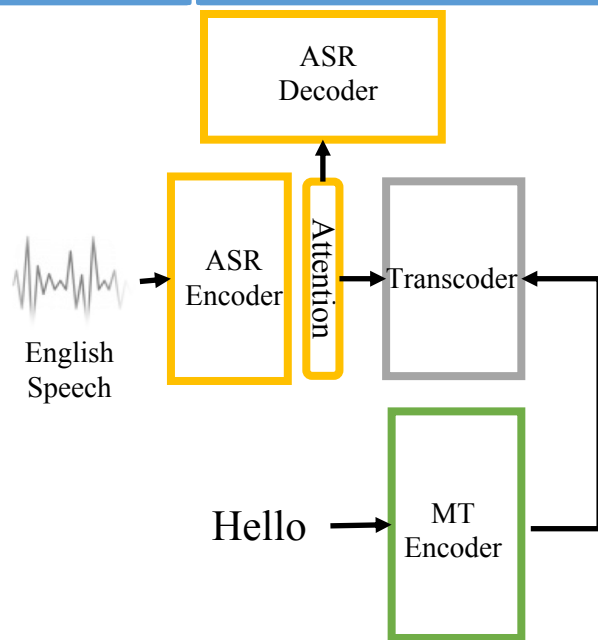 ASR
Decoder
ASR
Encoder
Attention
Transcoder
English
Speech
Hello
MT
Encoder